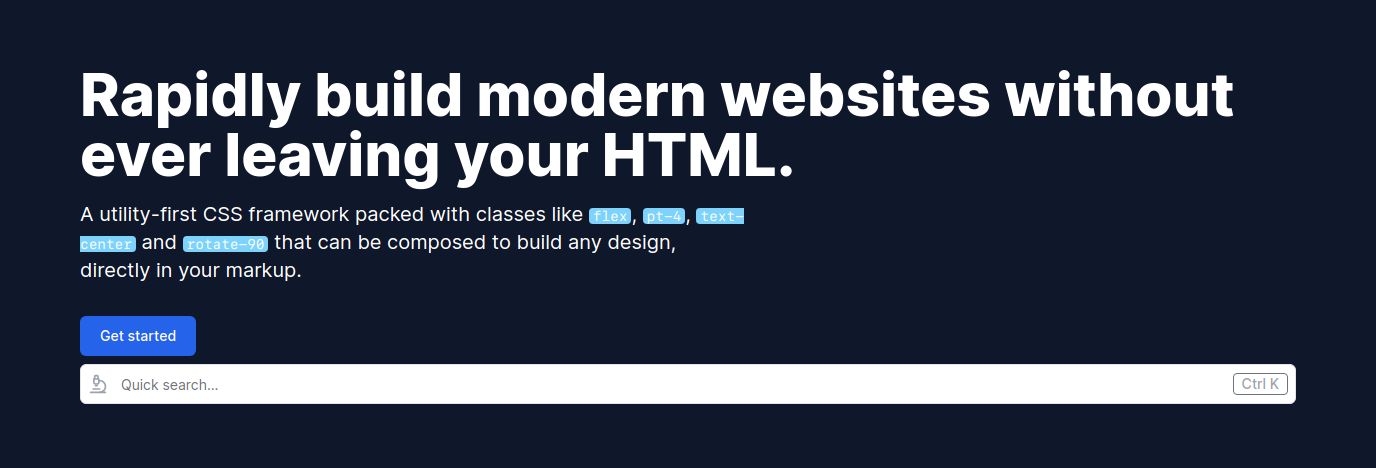 Rapidly build modern websites without
ever leaving your HTML.
A utility-first CSS framework packed with classes like flex, pt-4, text-
center and rotate-90 that can be composed to build any design,
directly in your markup.
Get started
Quick search...
Ctrl K